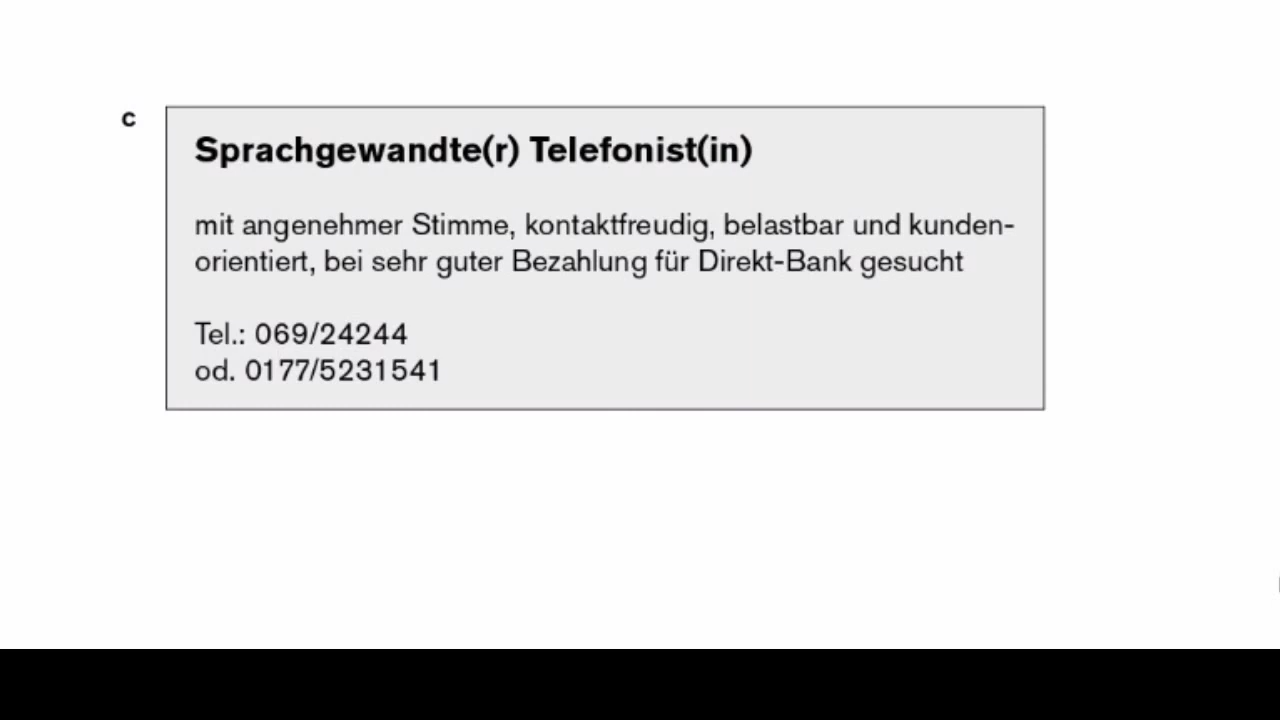 c
Sprachgewandte(r) Telefonist(in)
mit angenehmer Stimme, kontaktfreudig, belastbar und kunden-
orientiert, bei sehr guter Bezahlung für Direkt-Bank gesucht
Tel.: 069/24244
od. 0177/5231541